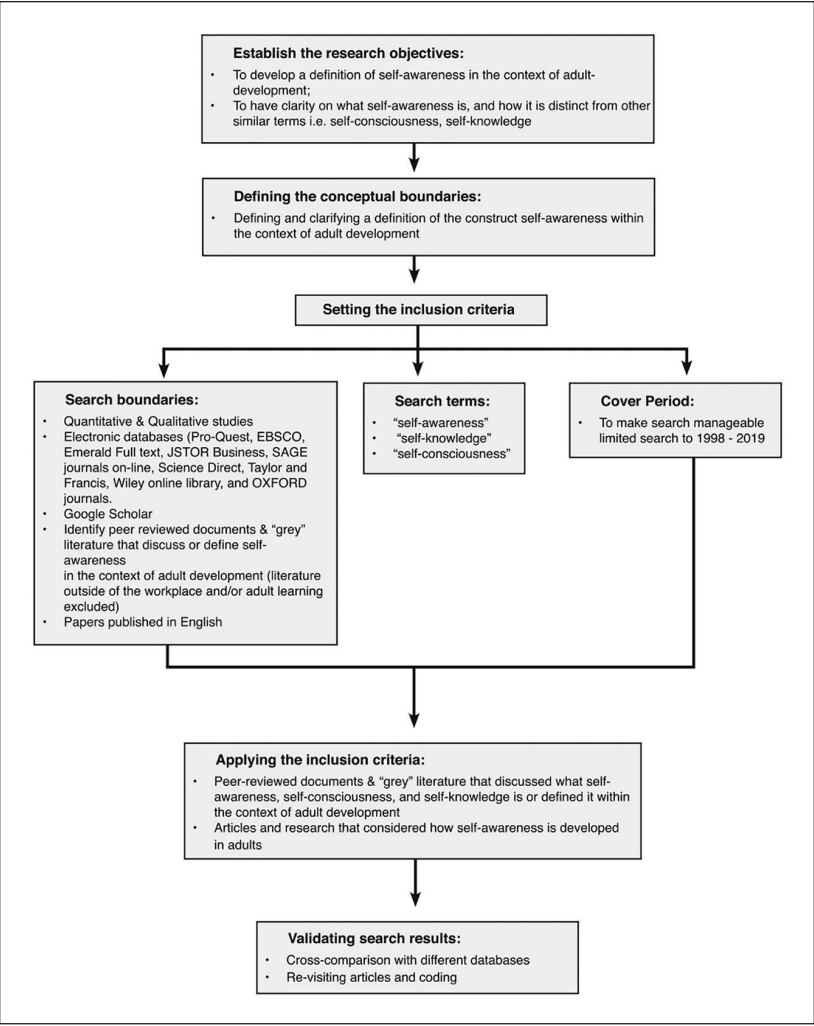 Establish the research objectives:
• To develop a definition of self-awareness in the context of adult-
development;
• To have clarity on what self-awareness is, and how it is distinct from other
similar terms i.e. self-consciousness, self-knowledge
Defining the conceptual boundaries:
• Defining and clarifying a definition of the construct self-awareness within
the context of adult development
Setting the inclusion criteria
Search boundaries:
• Quantitative & Qualitative studies
• Electronic databases (Pro-Quest, EBSCO,
Emerald Full text, JSTOR Business, SAGE
journals on-line, Science Direct, Taylor and
Francis, Wiley online library, and OXFORD
journals.
• Google Scholar
• Identify peer reviewed documents & “grey”
literature that discuss or define self-
awareness
in the context of adult development (literature
outside of the workplace and/or adult learning
excluded)
• Papers published in English
Search terms:
• “self-awareness”
• “self-knowledge”
• “self-consciousness”
Cover Period:
• To make search manageable
limited search to 1998 - 2019
Applying the inclusion criteria:
• Peer-reviewed documents & “grey” literature that discussed what self-
awareness, self-consciousness, and self-knowledge is or defined it within
the context of adult development
• Articles and research that considered how self-awareness is developed
in adults
Validating search results:
• Cross-comparison with different databases
• Re-visiting articles and coding